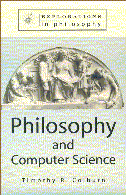 EXPLORATIONS
in philosophy
Philosophy
and
Computer Science
Timothy R. Colburn